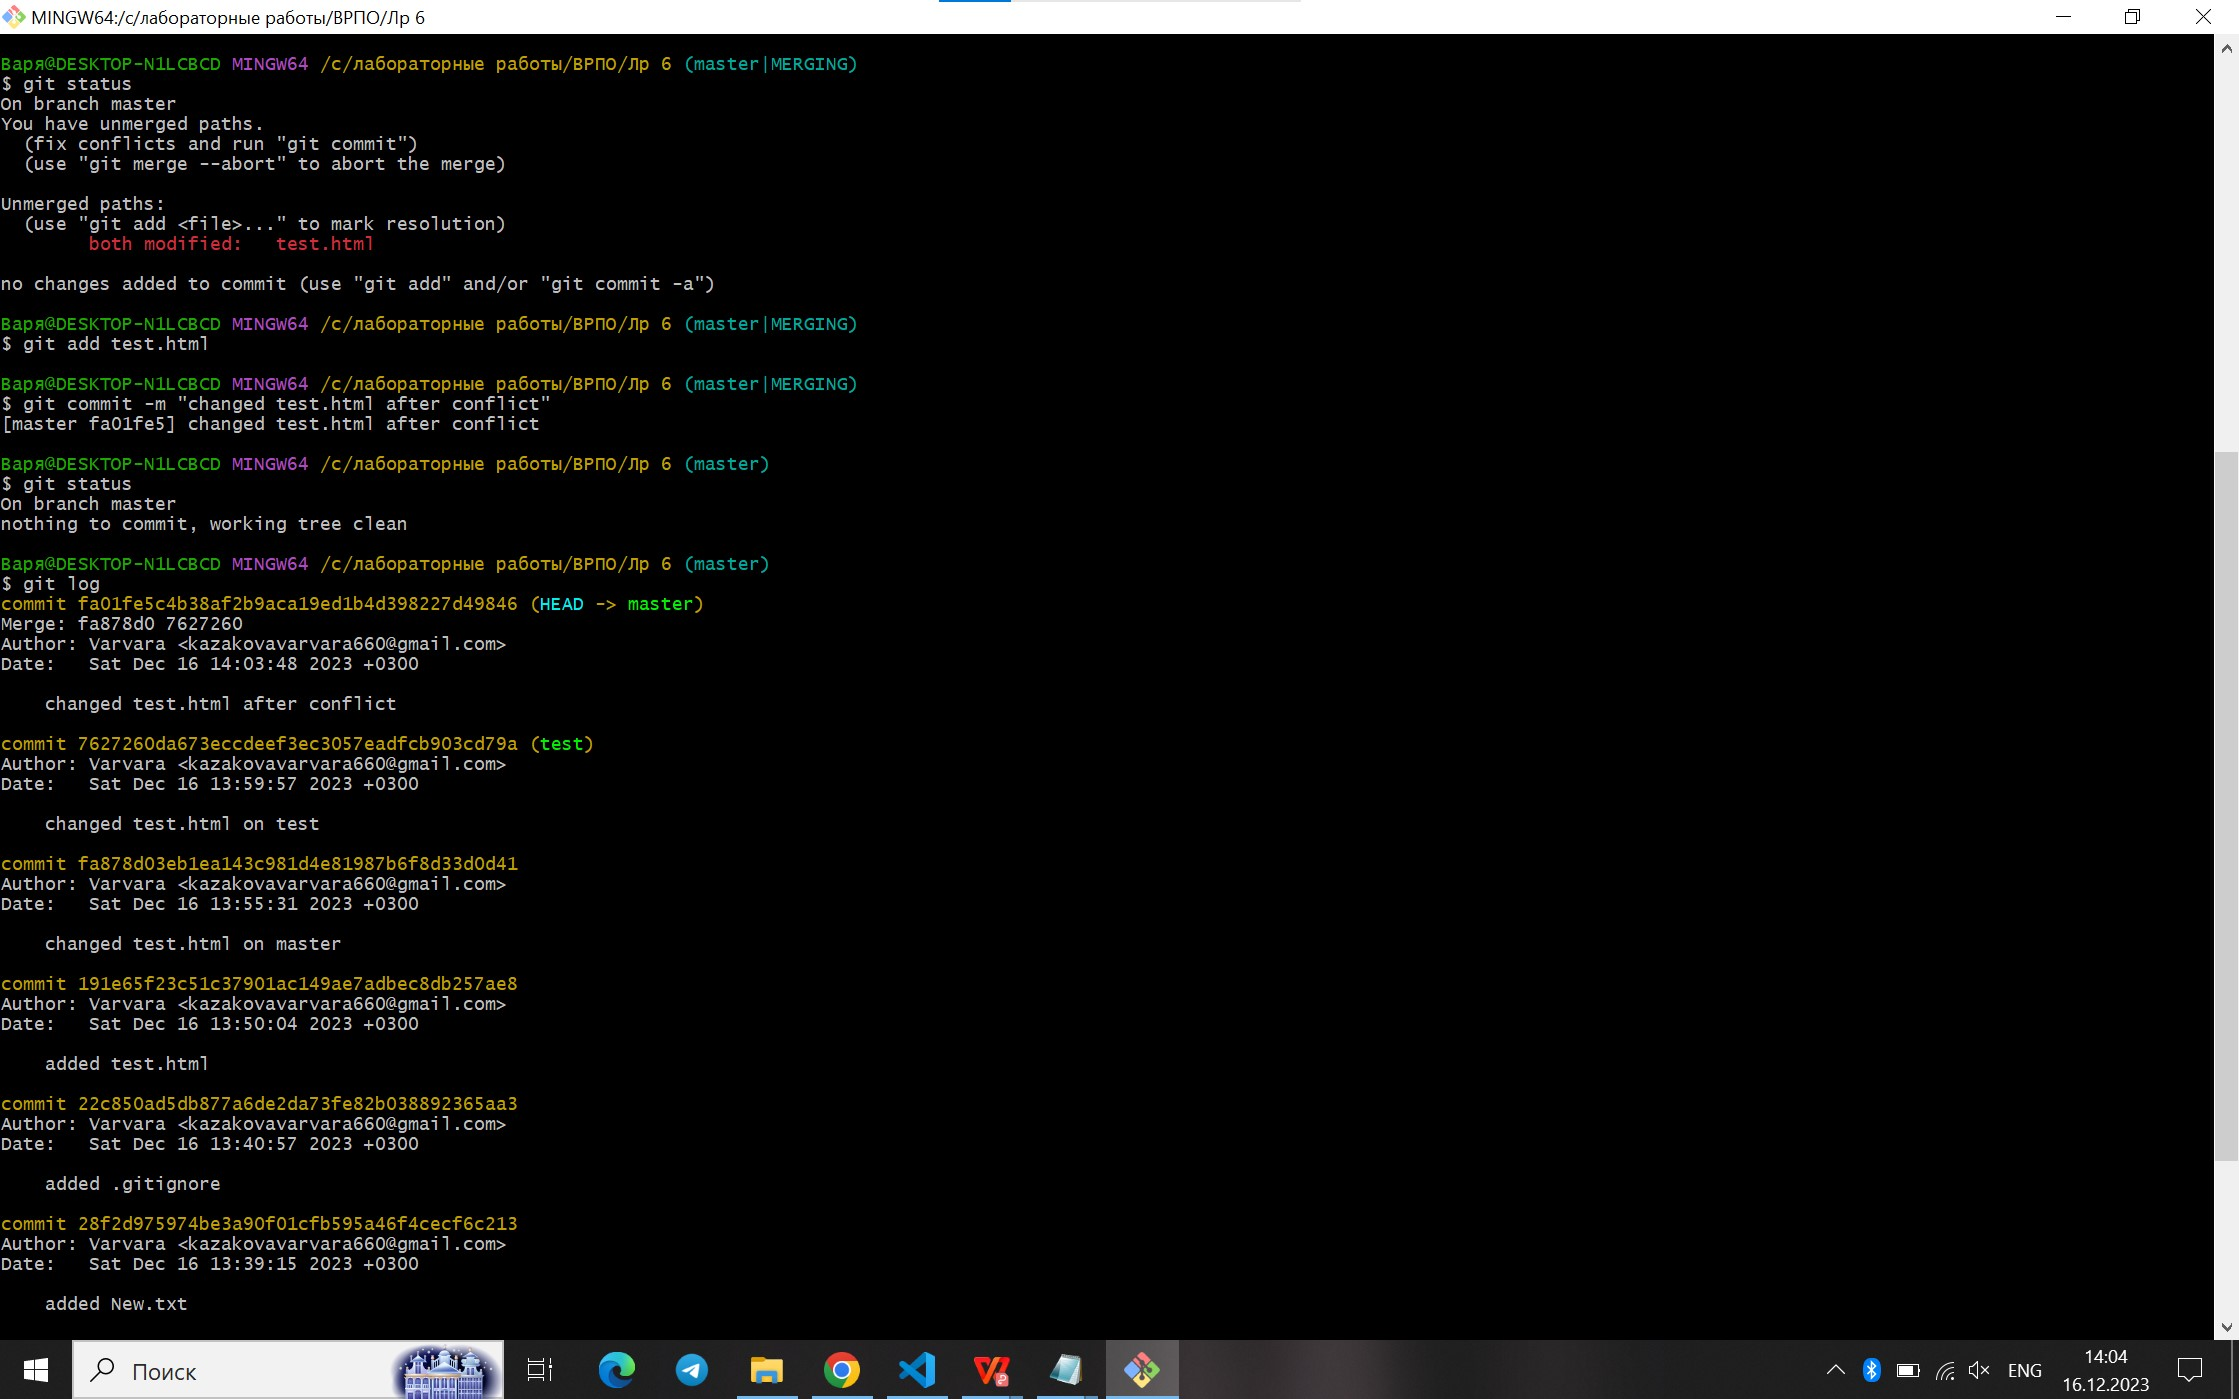 MINGW64:/c/лабораторные работы/ВРПО/Лр 6
Варя@DESKTOP-N1LCBCD MINGW64 /c/лабораторные работы/ВРПО/Лр 6 (master|MERGING)
$ git status
On branch master
You have unmerged paths.
  (fix conflicts and run "git commit")
  (use "git merge --abort" to abort the merge)
Unmerged paths:
  (use "git add <file>..." to mark resolution)
        both modified:   test.html
no changes added to commit (use "git add" and/or "git commit -a")
Варя@DESKTOP-N1LCBCD MINGW64 /c/лабораторные работы/ВРПО/Лр 6 (master|MERGING)
$ git add test.html
Варя@DESKTOP-N1LCBCD MINGW64 /c/лабораторные работы/ВРПО/Лр 6 (master|MERGING)
$ git commit -m "changed test.html after conflict"
[master fa01fe5] changed test.html after conflict
Варя@DESKTOP-N1LCBCD MINGW64 /c/лабораторные работы/ВРПО/Лр 6 (master)
$ git status
On branch master
nothing to commit, working tree clean
Варя@DESKTOP-N1LCBCD MINGW64 /c/лабораторные работы/ВРПО/Лр 6 (master)
$ git log
commit fa01fe5c4b38af2b9aca19ed1b4d398227d49846 (HEAD -> master)
Merge: fa878d0 7627260
Author: Varvara <kazakovavarvara660@gmail.com>
Date:   Sat Dec 16 14:03:48 2023 +0300
    changed test.html after conflict
commit 7627260da673eccdeef3ec3057eadfcb903cd79a (test)
Author: Varvara <kazakovavarvara660@gmail.com>
Date:   Sat Dec 16 13:59:57 2023 +0300
    changed test.html on test
commit fa878d03eb1ea143c981d4e81987b6f8d33d0d41
Author: Varvara <kazakovavarvara660@gmail.com>
Date:   Sat Dec 16 13:55:31 2023 +0300
    changed test.html on master
commit 191e65f23c51c37901ac149ae7adbec8db257ae8
Author: Varvara <kazakovavarvara660@gmail.com>
Date:   Sat Dec 16 13:50:04 2023 +0300
    added test.html
commit 22c850ad5db877a6de2da73fe82b038892365aa3
Author: Varvara <kazakovavarvara660@gmail.com>
Date:   Sat Dec 16 13:40:57 2023 +0300
    added .gitignore
commit 28f2d975974be3a90f01cfb595a46f4cecf6c213
Author: Varvara <kazakovavarvara660@gmail.com>
Date:   Sat Dec 16 13:39:15 2023 +0300
    added New.txt
Поиск
ENG
14:04
16.12.2023